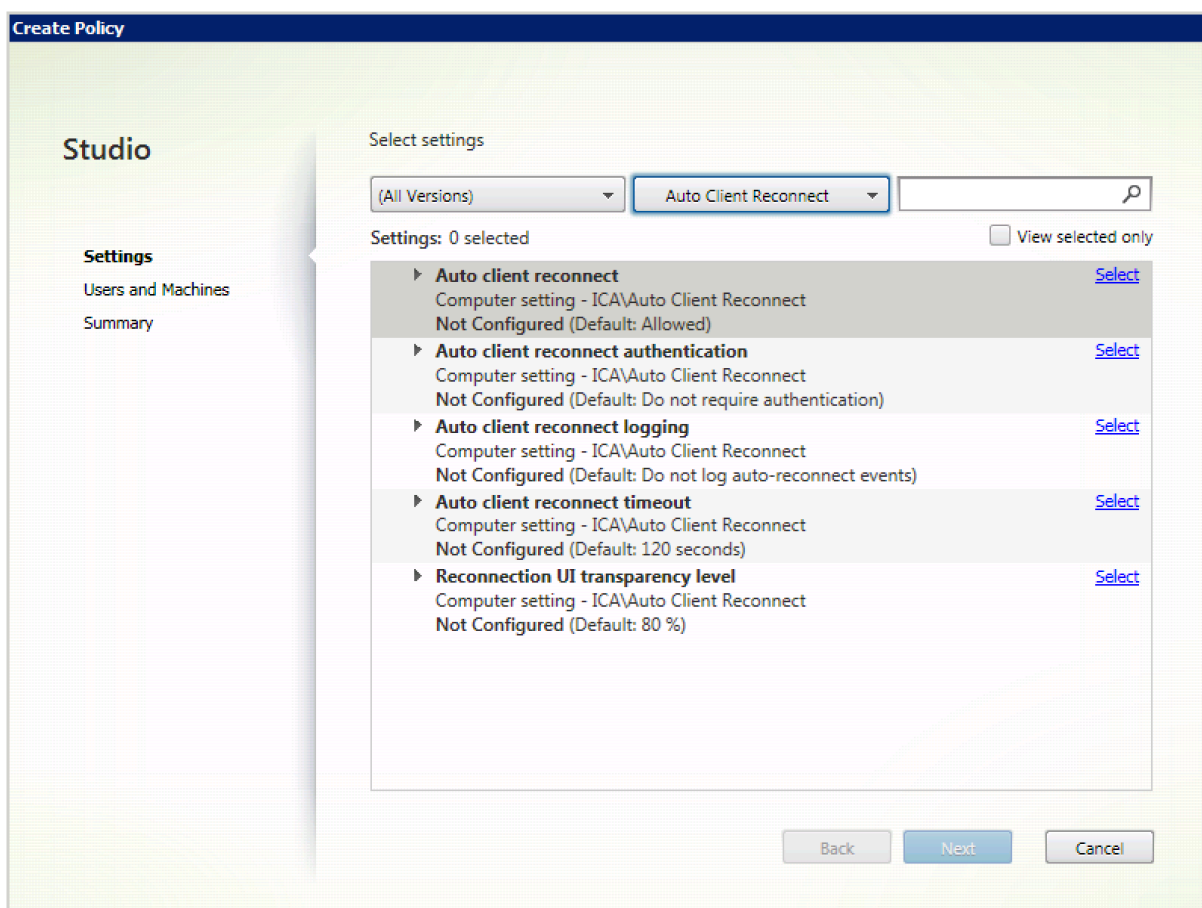 Create Policy
Studio
Settings
Users and Machines
Summary
Select settings
(All Versions)
Auto Client Reconnect
Settings: 0 selected
View selected only
Auto client reconnect
Select
Computer setting - ICA\Auto Client Reconnect
Not Configured (Default: Allowed)
Auto client reconnect authentication
Select
Computer setting - ICA\Auto Client Reconnect
Not Configured (Default: Do not require authentication)
Auto client reconnect logging
Select
Computer setting - ICA\Auto Client Reconnect
Not Configured (Default: Do not log auto-reconnect events)
Auto client reconnect timeout
Select
Computer setting - ICA\Auto Client Reconnect
Not Configured (Default: 120 seconds)
Reconnection UI transparency level
Select
Computer setting - ICA\Auto Client Reconnect
Not Configured (Default: 80 %)
Back
Next
Cancel